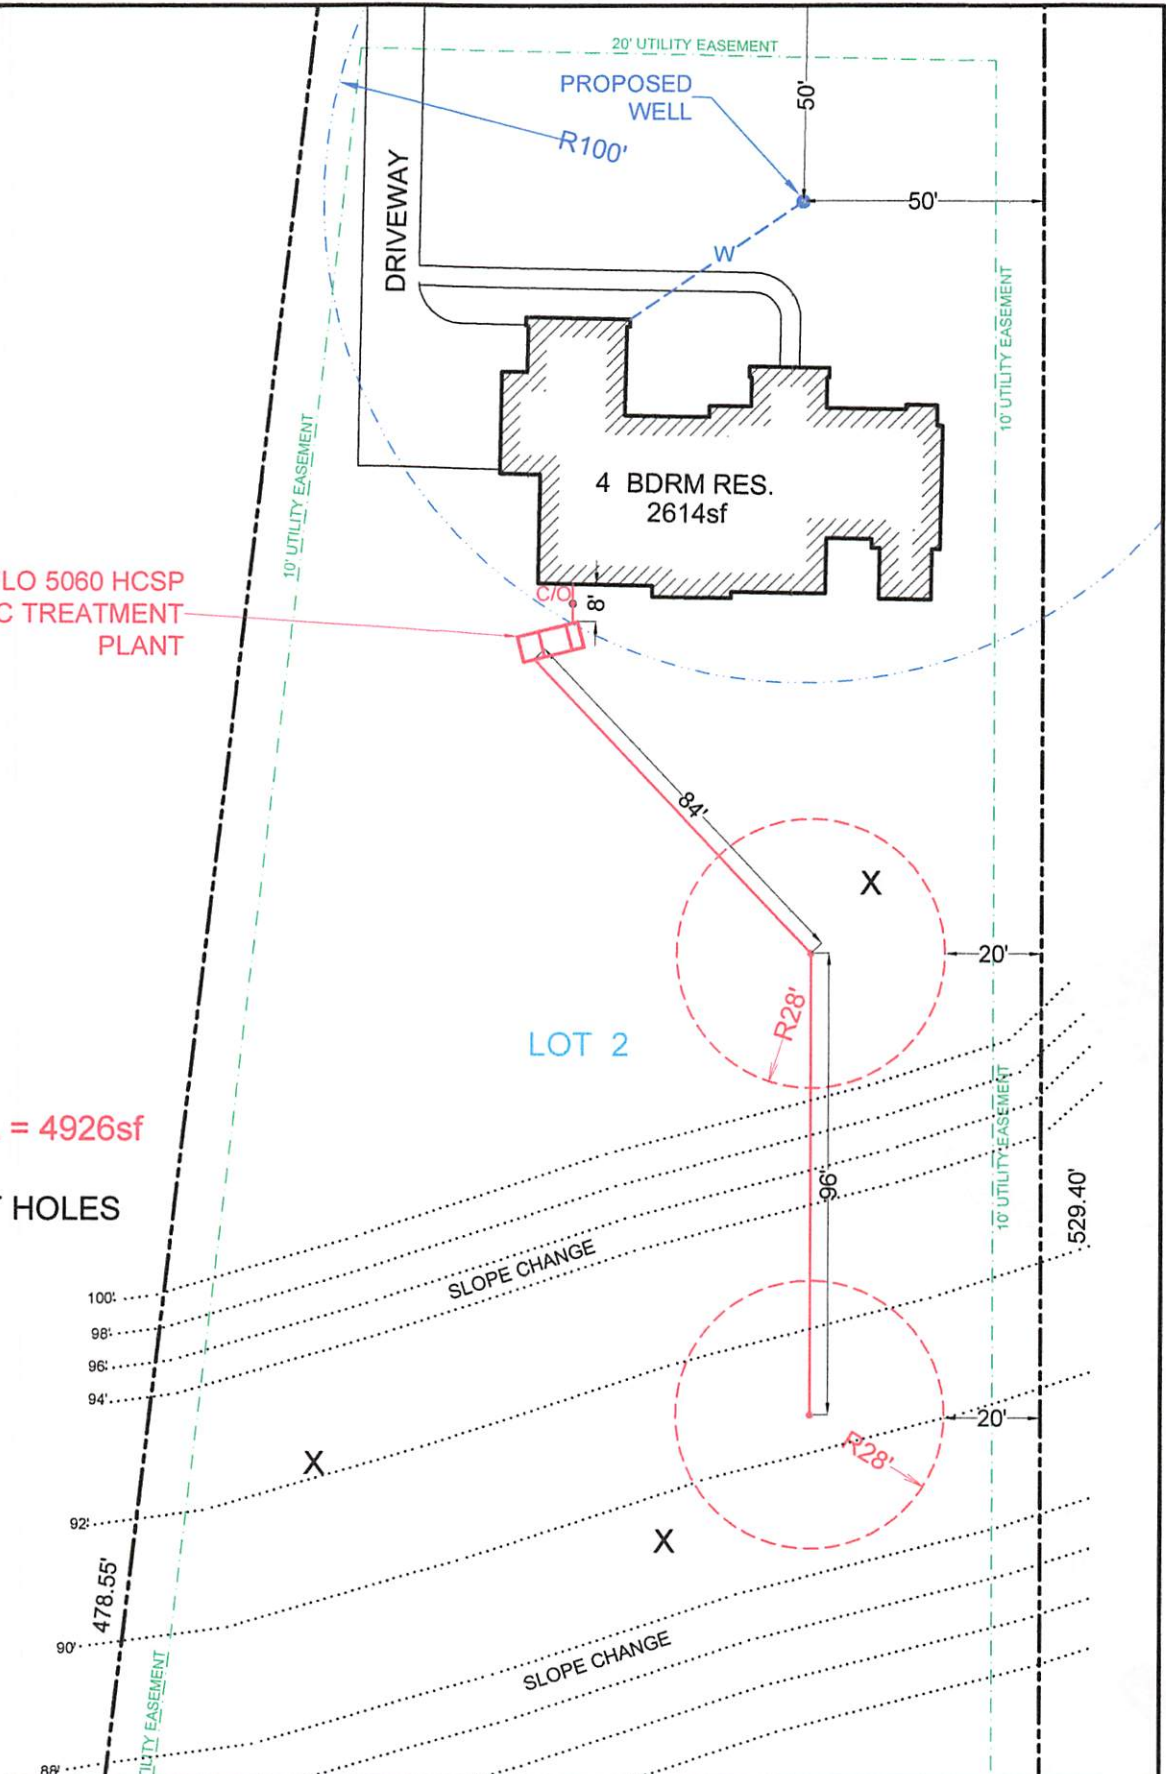 20' UTILITY EASEMENT
PROPOSED
WELL
50'
R100'
DRIVEWAY
50'
W
10' UTILITY EASEMENT
10' UTILITY EASEMENT
4 BDRM RES.
2614sf
LO 5060 HCSP
C TREATMENT
PLANT
C/O
8'
84'
X
20'
R28'
LOT 2
= 4926sf
10' UTILITY EASEMENT
96'
529.40'
HOLES
SLOPE CHANGE
100'
98'
96'
94'
20'
R28'
X
92'
X
478.55'
90'
SLOPE CHANGE
EASEMENT
88'